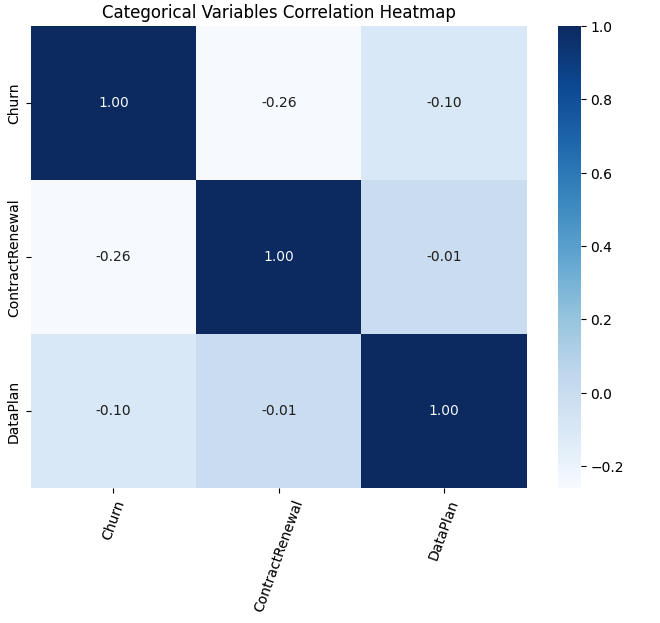 Categorical Variables Correlation Heatmap
Churn
1.00
-0.26
-0.10
ContractRenewal
-0.26
1.00
-0.01
DataPlan
-0.10
-0.01
1.00
Churn
ContractRenewal
DataPlan
1.0
0.8
0.6
0.4
0.2
0.0
−0.2